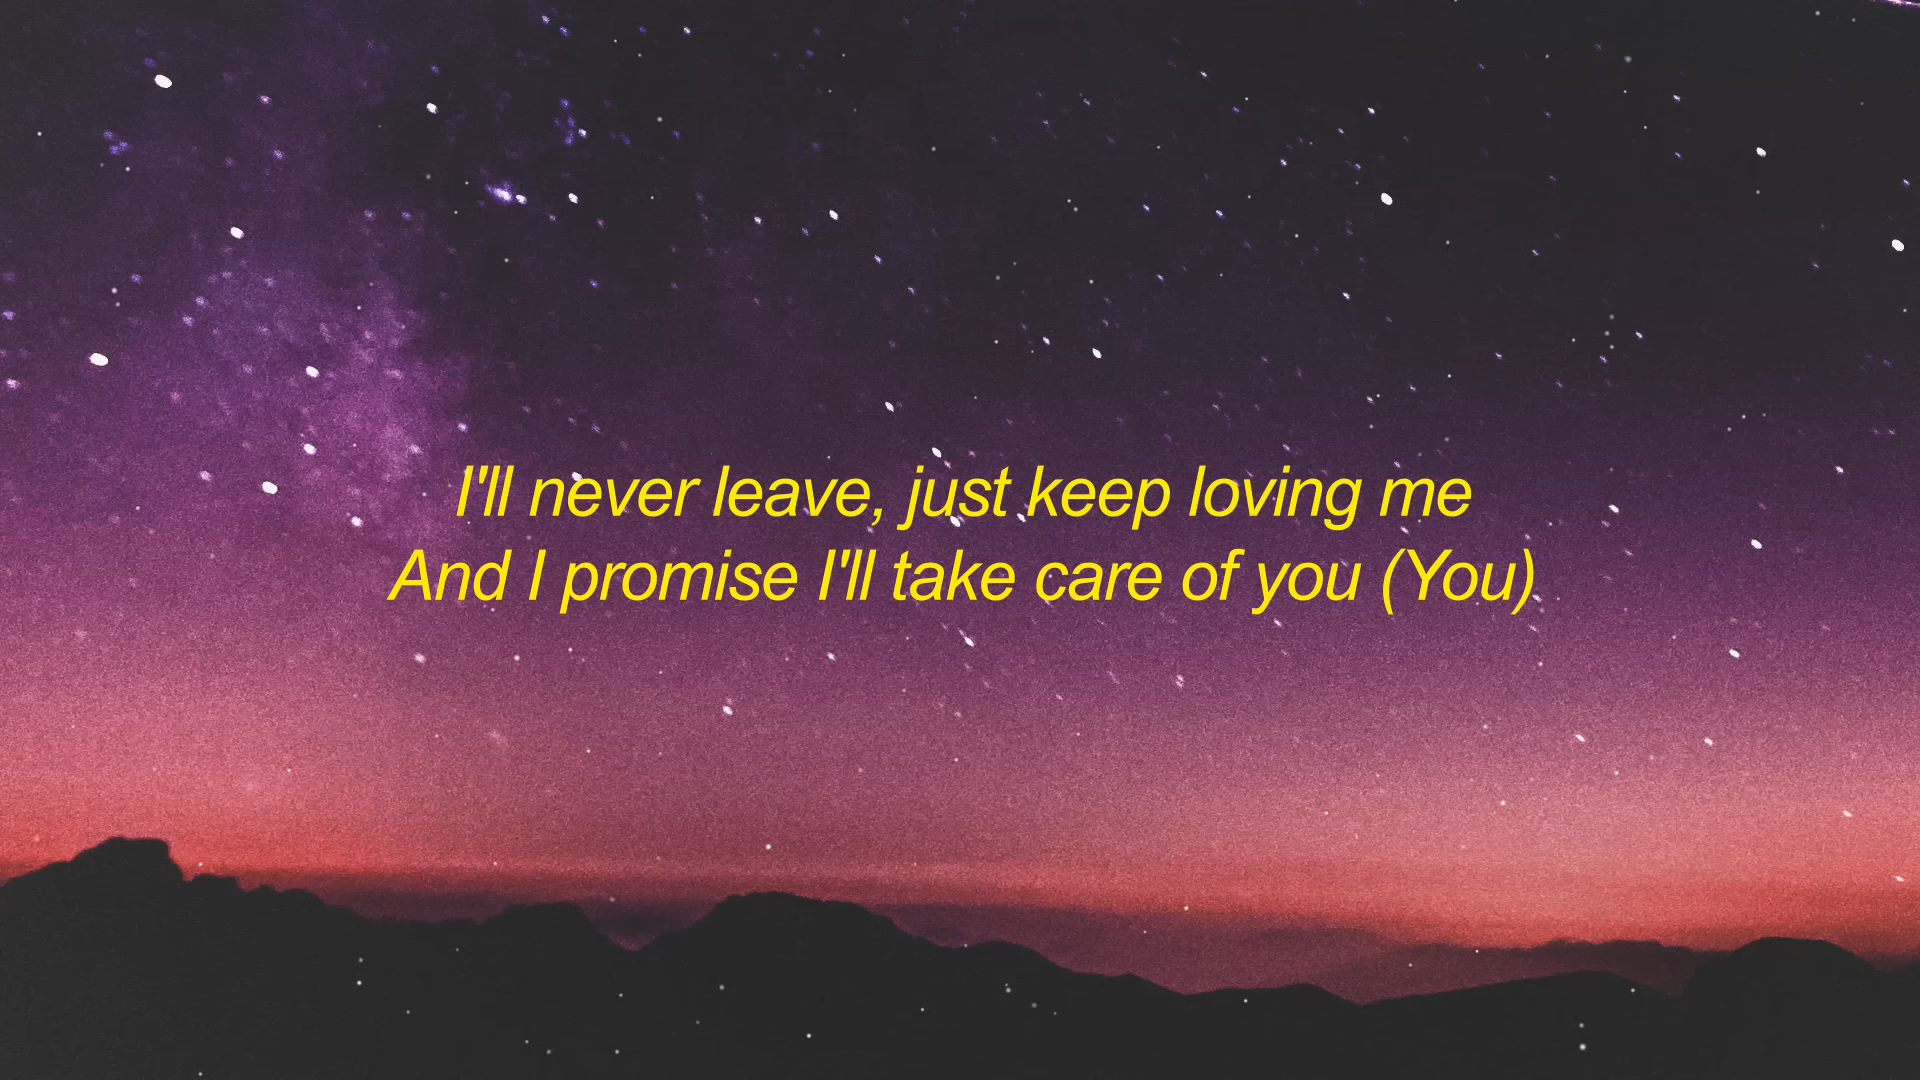 I'll never leave, just keep loving me
And I promise I'll take care of you (You)